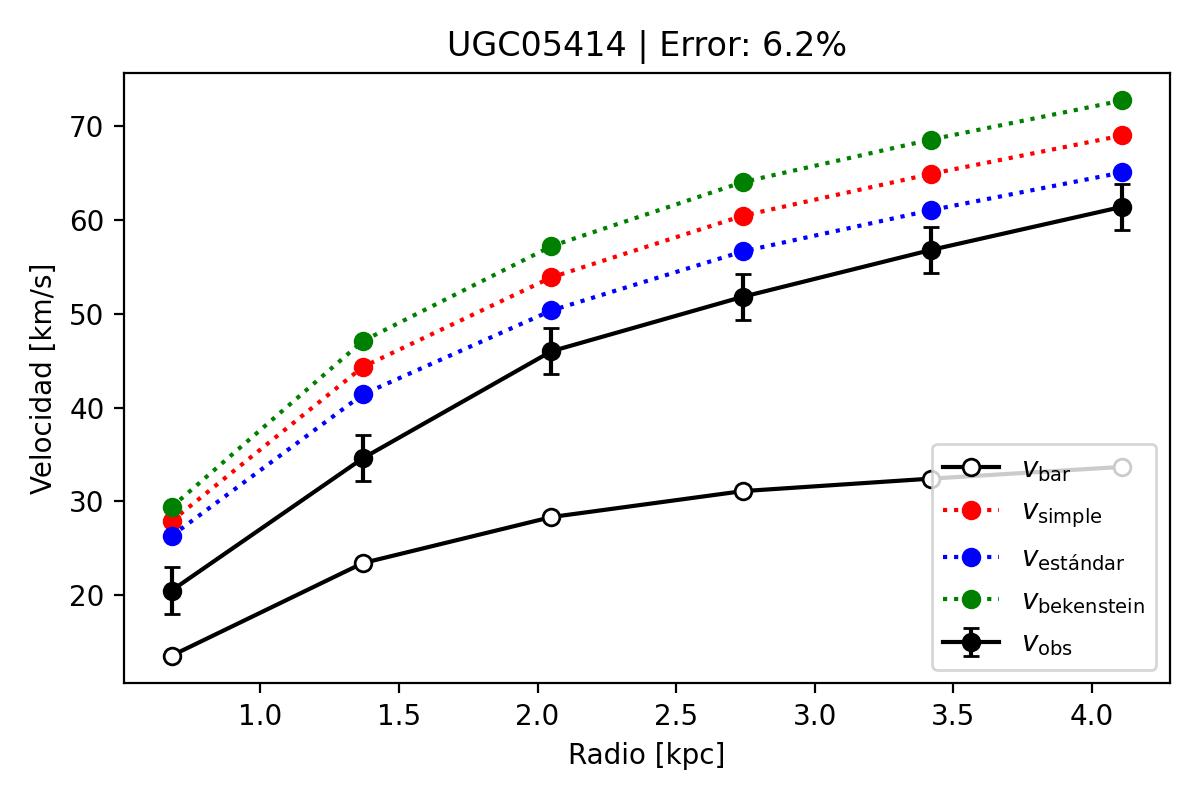 UGC05414 | Error: 6.2%
Velocidad [km/s]
70
60
50
40
30
20
v_bar
v_simple
v_estándar
v_bekenstein
v_obs
1.0 1.5 2.0 2.5 3.0 3.5 4.0
Radio [kpc]